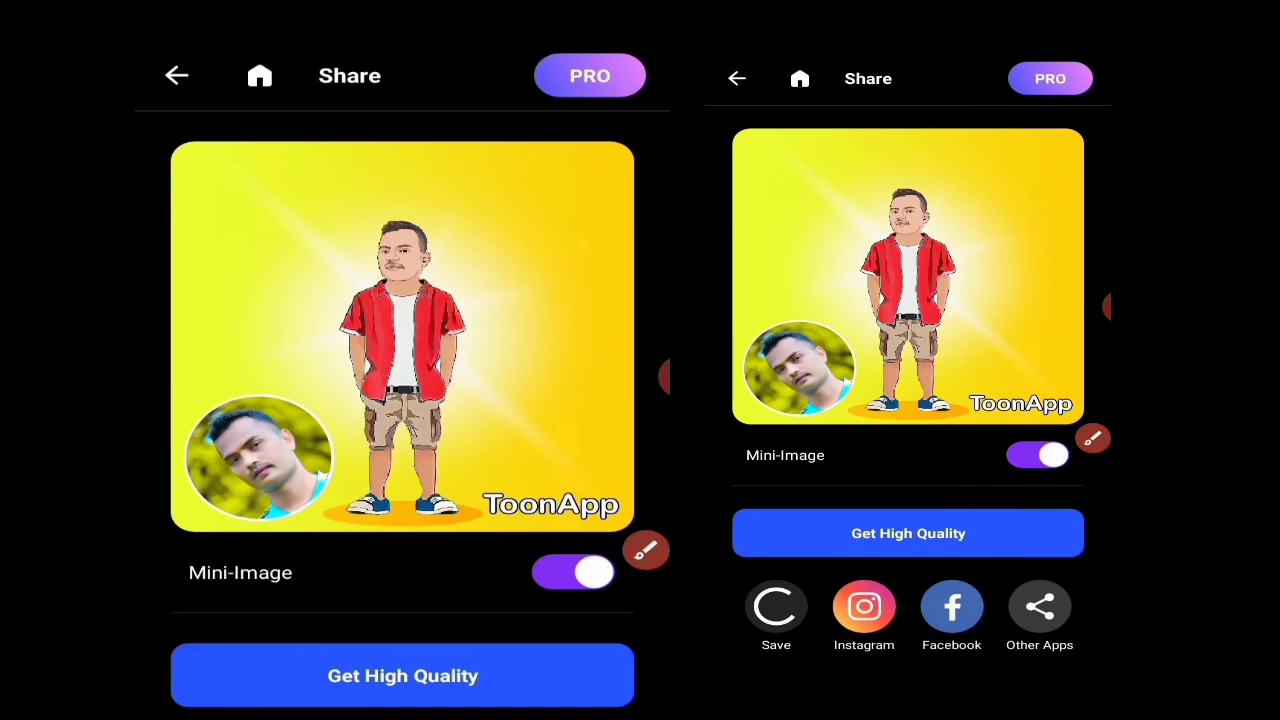 Share
PRO
ToonApp
Mini-Image
Get High Quality
Share
PRO
ToonApp
Mini-Image
Get High Quality
Save
Instagram
Facebook
Other Apps